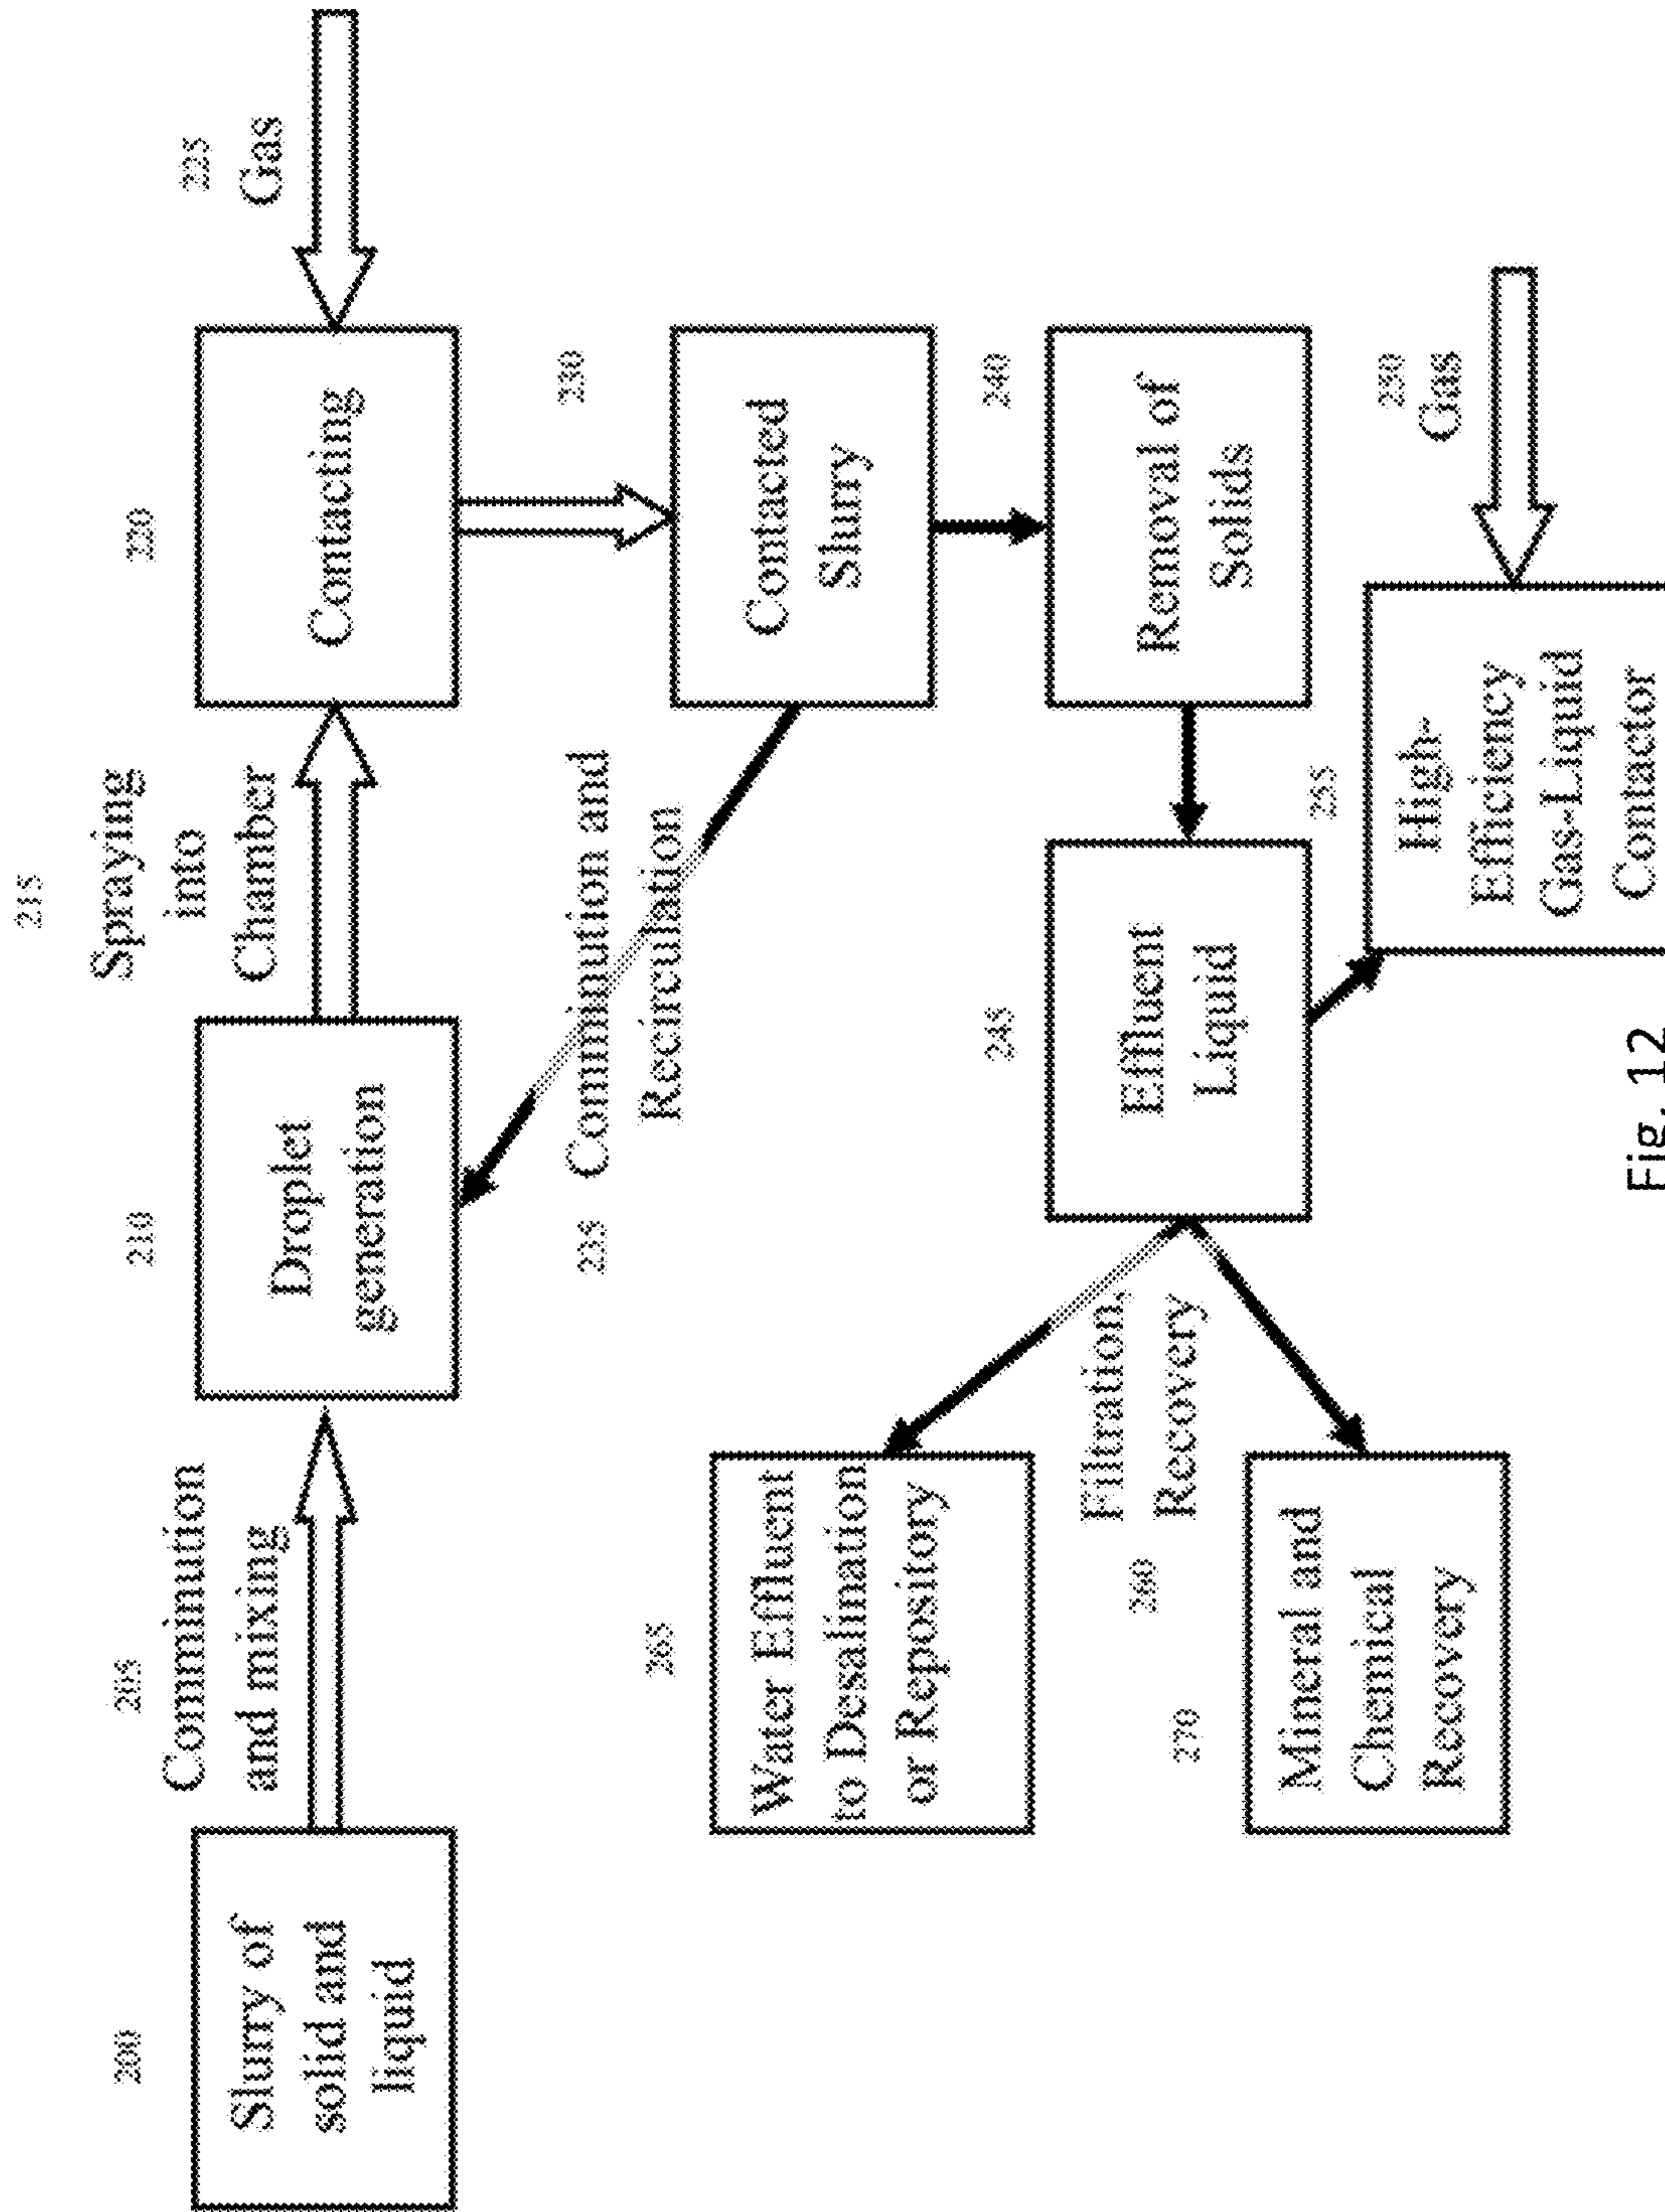 200
Slurry of
solid and
liquid
205
Comminution
and mixing
210
Droplet
generation
215
Spraying
into
Chamber
220
Contacting
225
Gas
230
Contacted
Slurry
235
Comminution and
Recirculation
240
Removal of
Solids
245
Effluent
Liquid
250
Gas
255
High-
Efficiency
Gas-Liquid
Contactor
260
Filtration,
Recovery
265
Water Effluent
to Desalination
or Repository
270
Mineral and
Chemical
Recovery
Fig. 12